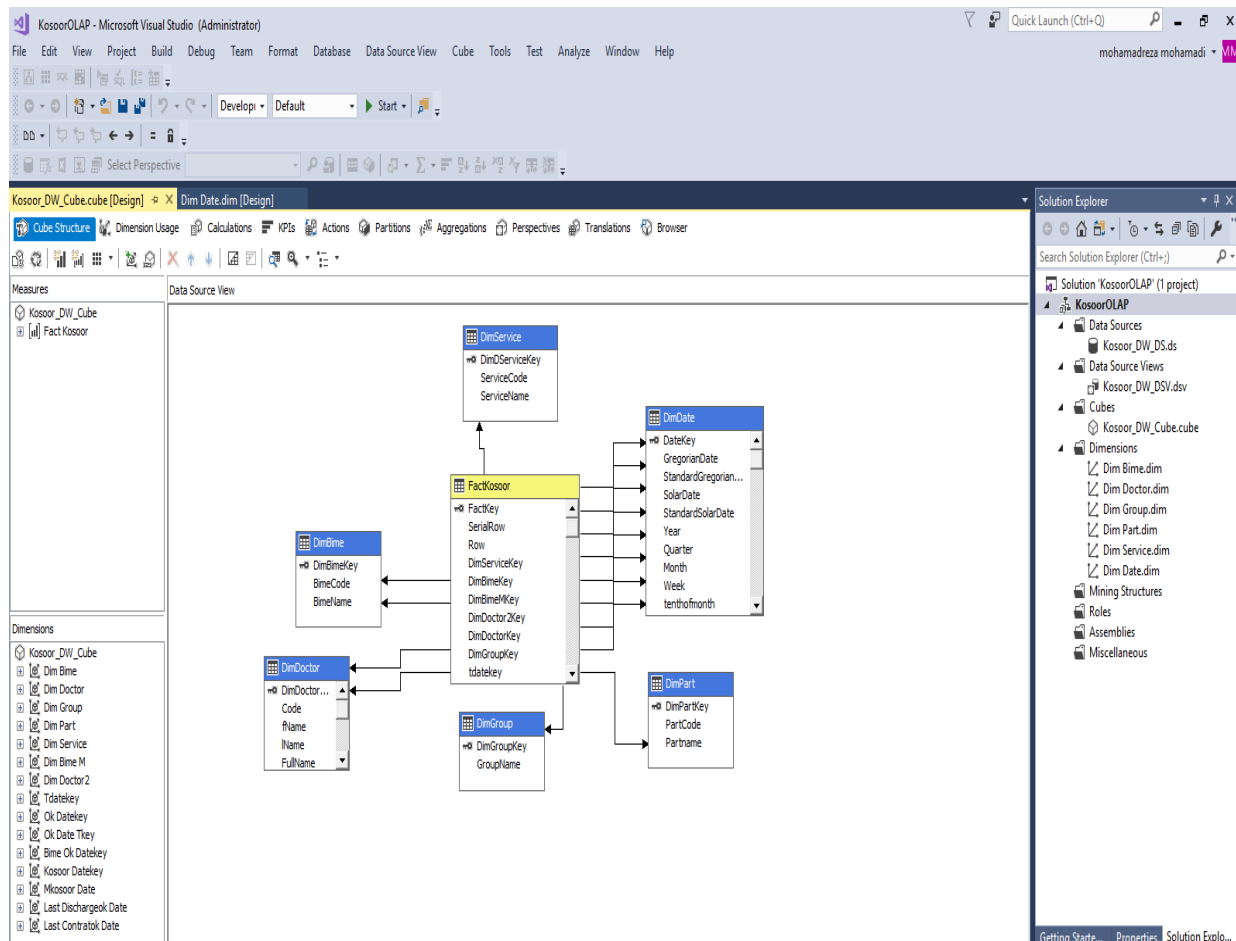 KosoorOLAP - Microsoft Visual Studio (Administrator)
Quick Launch (Ctrl+Q)
File Edit View Project Build Debug Team Format Database Data Source View Cube Tools Test Analyze Window Help
mohamadreza mohamadi
MM
Develop Default Start
DD
Select Perspective
Kosoor_DW_Cube.cube [Design] Dim Date.dim [Design]
Cube Structure Dimension Usage Calculations KPIs Actions Partitions Aggregations Perspectives Translations Browser
Measures
Kosoor_DW_Cube
Fact Kosoor
Dimensions
Kosoor_DW_Cube
Dim Bime
Dim Doctor
Dim Group
Dim Part
Dim Service
Dim Bime M
Dim Doctor2
Tdatekey
Ok Datekey
Ok Date Tkey
Bime Ok Datekey
Kosoor Datekey
Mkosoor Date
Last Dischargeok Date
Last Contratok Date
Data Source View
DimService
DimDServiceKey
ServiceCode
ServiceName
DimDate
DateKey
GregorianDate
StandardGregorian...
SolarDate
StandardSolarDate
Year
Quarter
Month
Week
tenthofmonth
FactKosoor
FactKey
SerialRow
Row
DimServiceKey
DimBimeKey
DimBimeMKey
DimDoctor2Key
DimDoctorKey
DimGroupKey
tdatekey
DimBime
DimBimeKey
BimeCode
BimeName
DimDoctor
DimDoctor...
Code
fName
lName
FullName
DimGroup
DimGroupKey
GroupName
DimPart
DimPartKey
PartCode
Partname
Solution Explorer
Search Solution Explorer (Ctrl+;)
Solution 'KosoorOLAP' (1 project)
KosoorOLAP
Data Sources
Kosoor_DW_DS.ds
Data Source Views
Kosoor_DW_DSV.dsv
Cubes
Kosoor_DW_Cube.cube
Dimensions
Dim Bime.dim
Dim Doctor.dim
Dim Group.dim
Dim Part.dim
Dim Service.dim
Dim Date.dim
Mining Structures
Roles
Assemblies
Miscellaneous
Getting Starte... Properties Solution Explo...